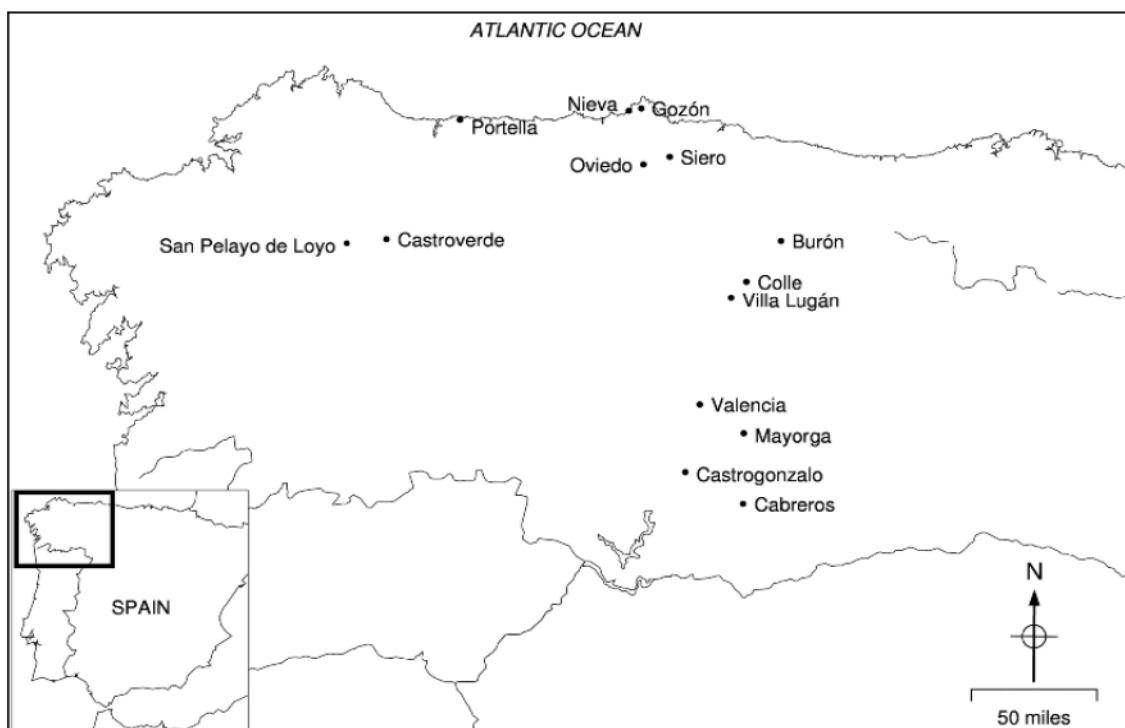 ATLANTIC OCEAN
Nieva
Gozón
Portella
Siero
Oviedo
Castroverde
San Pelayo de Loyo
Burón
Colle
Villa Lugán
Valencia
Mayorga
Castrogonzalo
Cabreros
N
SPAIN
50 miles